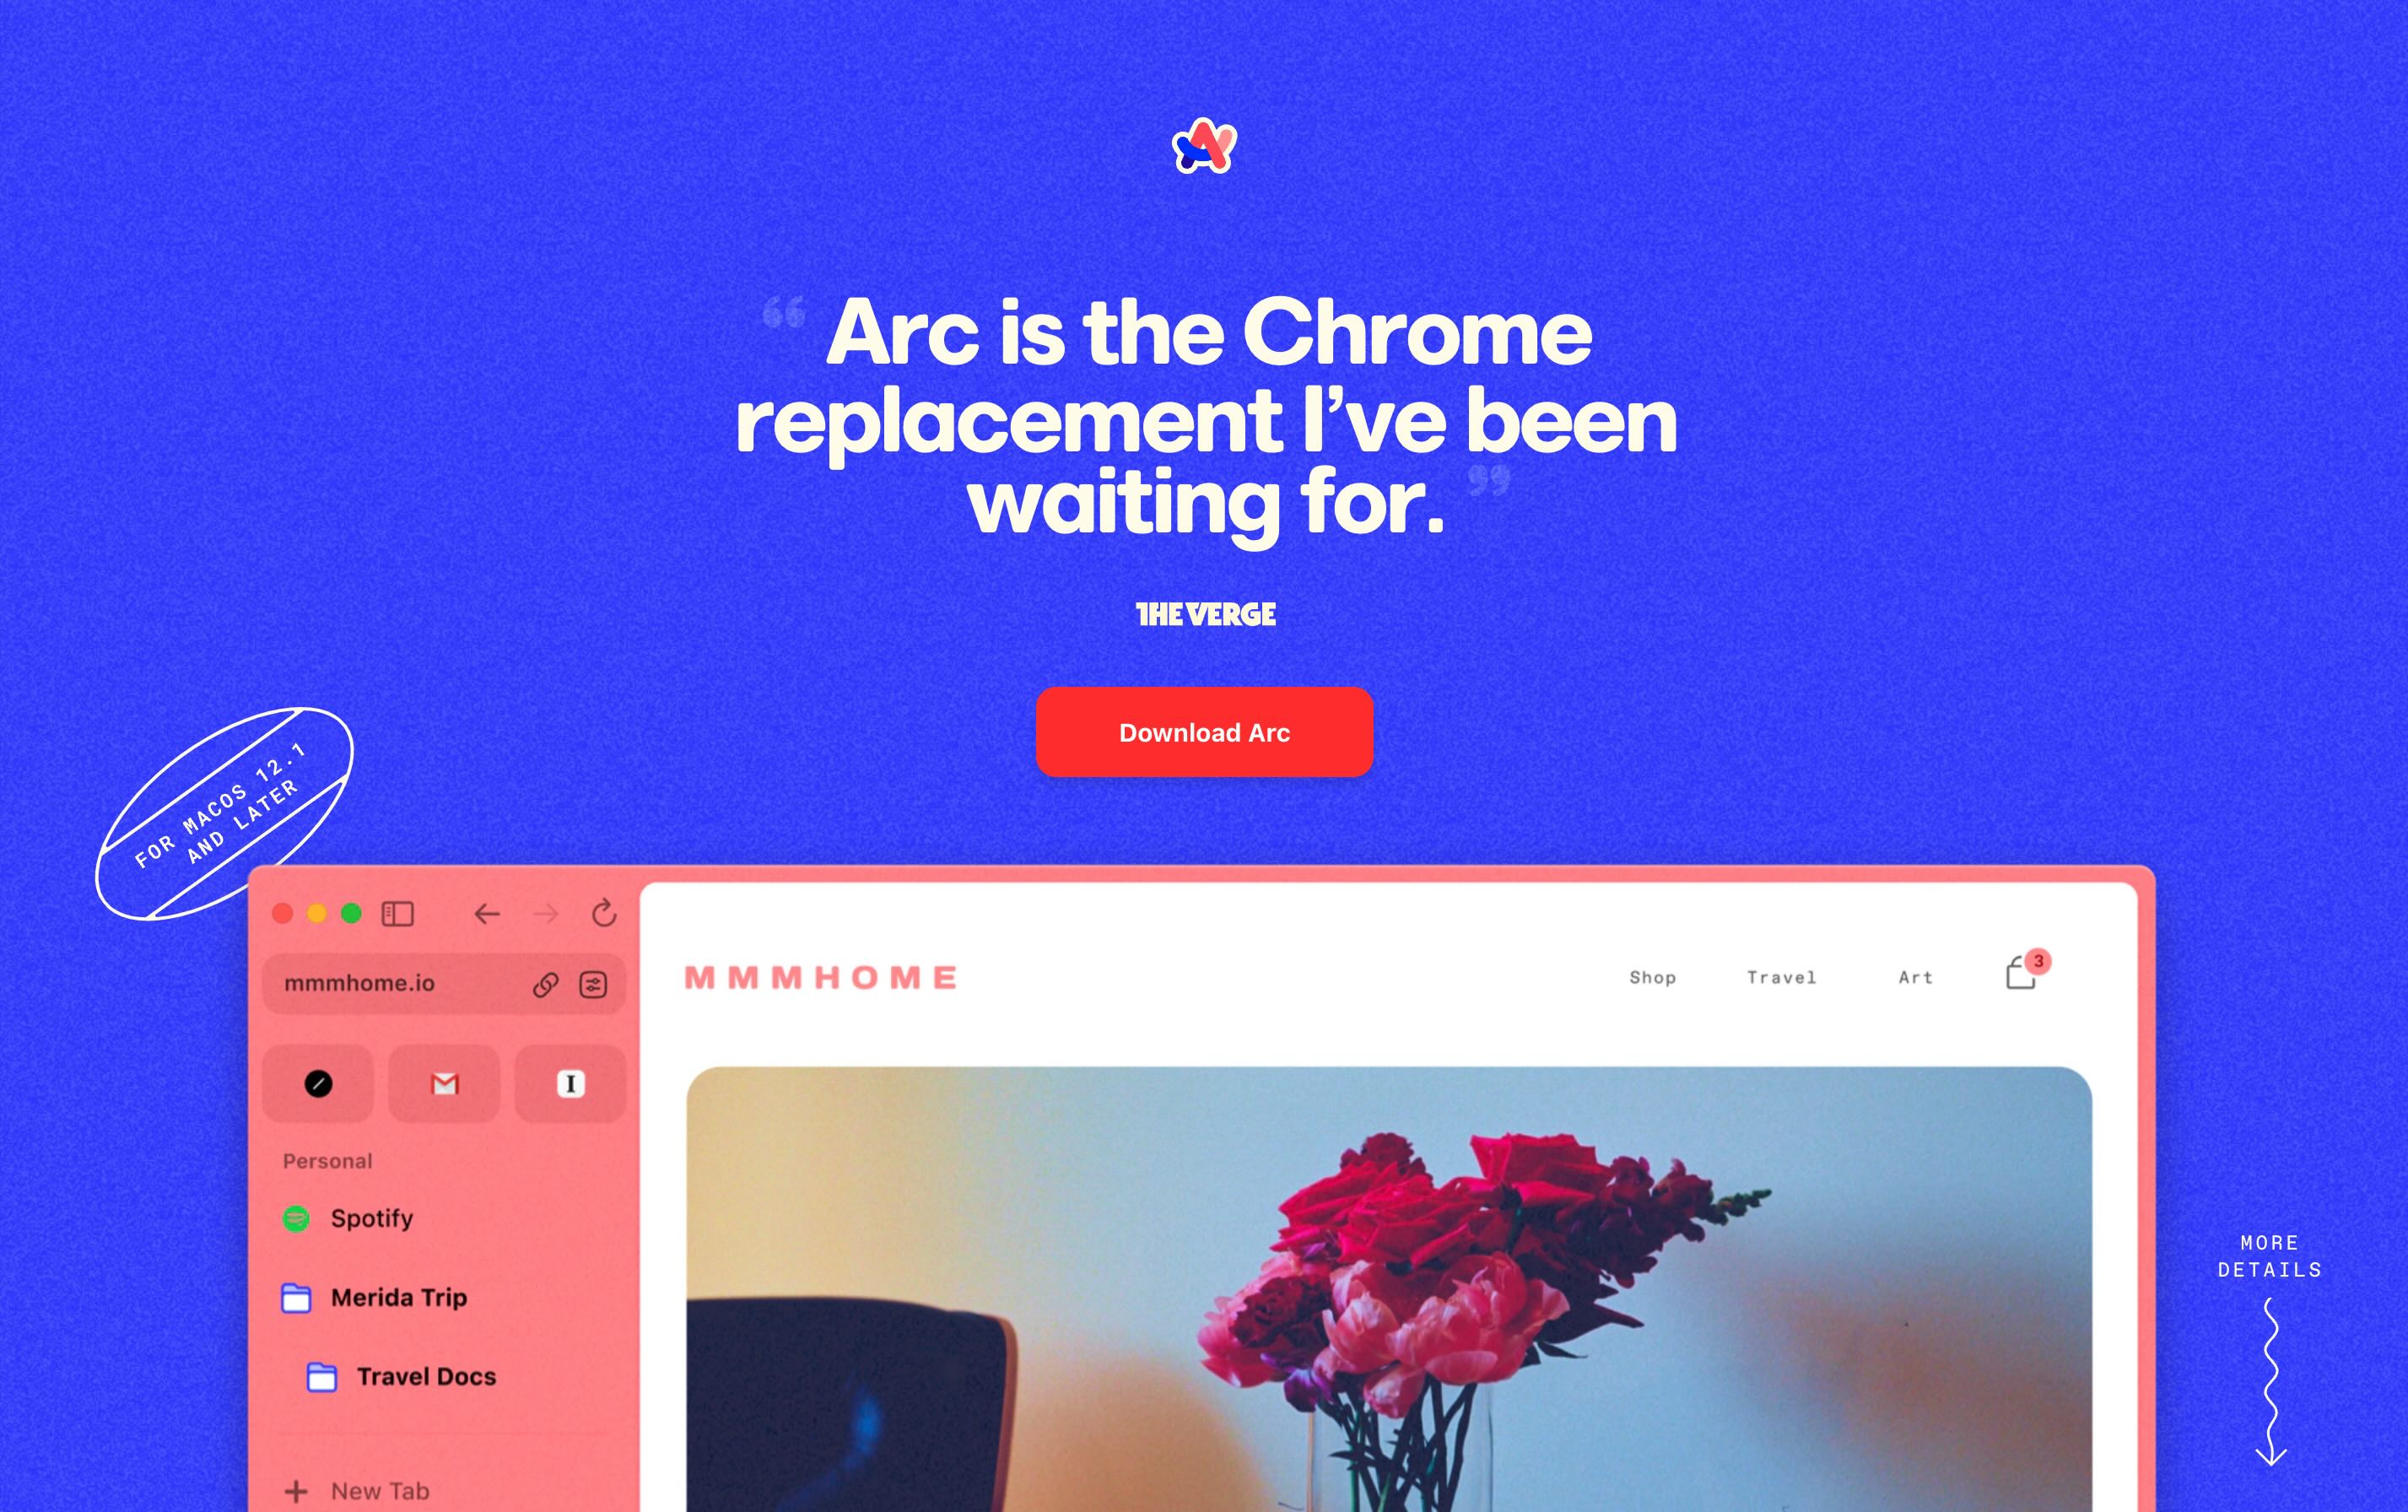 “ Arc is the Chrome
replacement I’ve been
waiting for. ”
THE VERGE
Download Arc
FOR MACOS 12.1
AND LATER
mmmhome.io
I
Personal
Spotify
Merida Trip
Travel Docs
New Tab
MMMHOME
Shop Travel Art 3
MORE
DETAILS